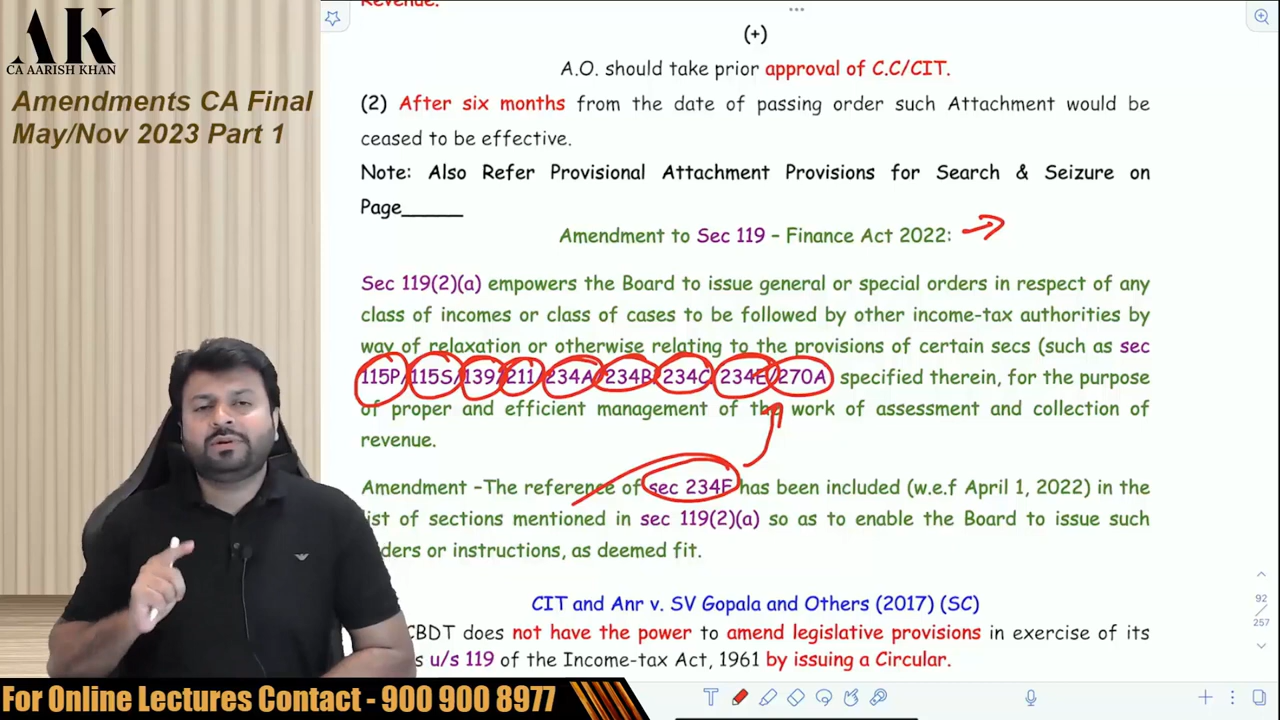 AK
CA AARISH KHAN
Amendments CA Final
May/Nov 2023 Part 1
Revenue.
(+)
A.O. should take prior approval of C.C/CIT.
(2) After six months from the date of passing order such Attachment would be
ceased to be effective.
Note: Also Refer Provisional Attachment Provisions for Search & Seizure on
Page_____
Amendment to Sec 119 – Finance Act 2022:
Sec 119(2)(a) empowers the Board to issue general or special orders in respect of any
class of incomes or class of cases to be followed by other income-tax authorities by
way of relaxation or otherwise relating to the provisions of certain secs (such as sec
115P/115S/139/211/234A/234B/234C/234E/270A specified therein, for the purpose
of proper and efficient management of the work of assessment and collection of
revenue.
Amendment –The reference of sec 234F has been included (w.e.f April 1, 2022) in the
list of sections mentioned in sec 119(2)(a) so as to enable the Board to issue such
orders or instructions, as deemed fit.
CIT and Anr v. SV Gopala and Others (2017) (SC)
CBDT does not have the power to amend legislative provisions in exercise of its
u/s 119 of the Income-tax Act, 1961 by issuing a Circular.
92
257
For Online Lectures Contact - 900 900 8977